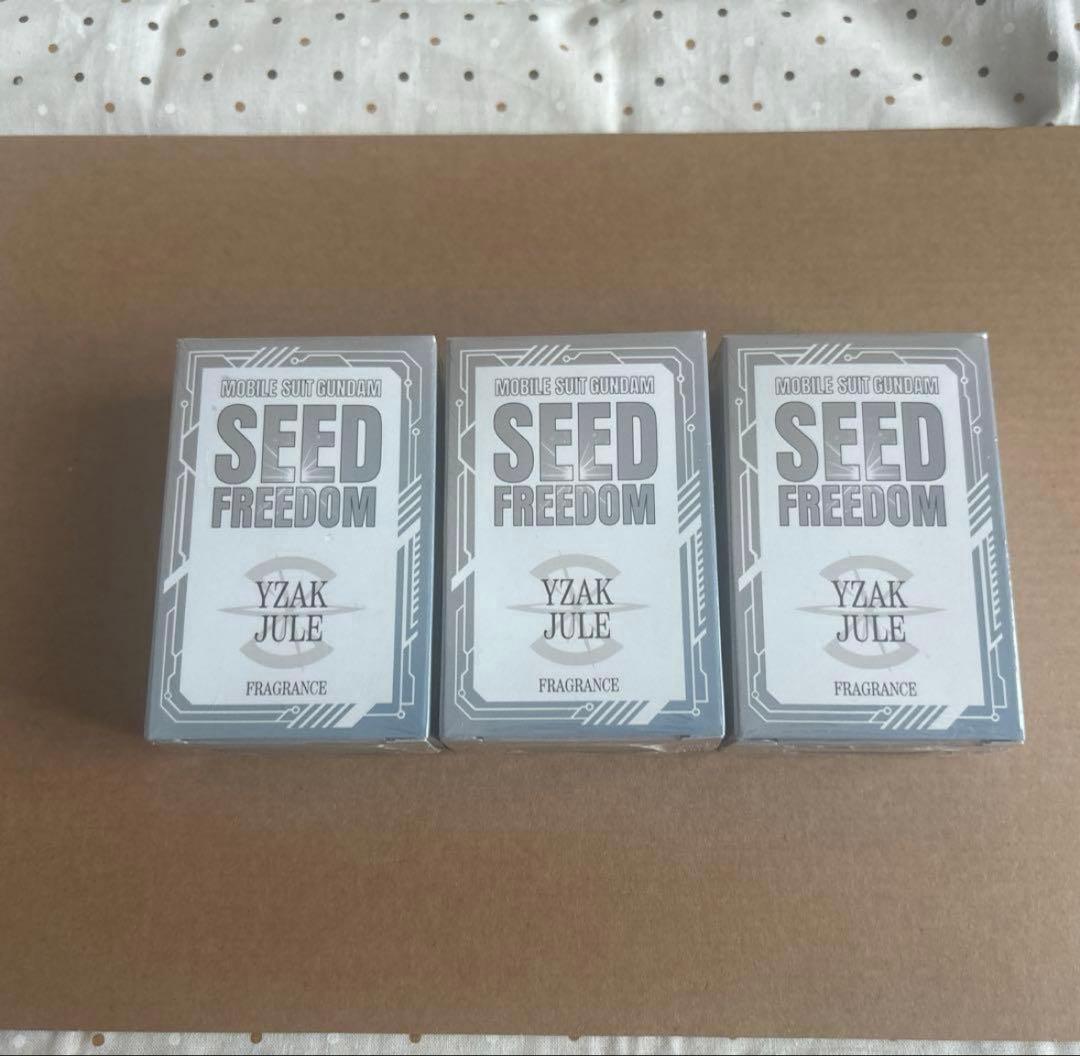 MOBILE SUIT GUNDAM
SEED
FREEDOM
YZAK
JULE
FRAGRANCE
MOBILE SUIT GUNDAM
SEED
FREEDOM
YZAK
JULE
FRAGRANCE
MOBILE SUIT GUNDAM
SEED
FREEDOM
YZAK
JULE
FRAGRANCE